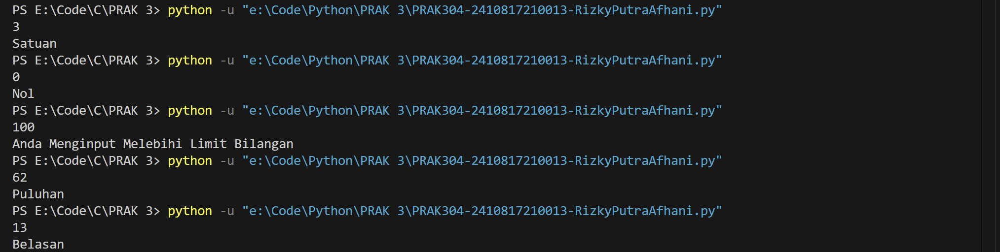 PS E:\Code\C\PRAK 3> python -u "e:\Code\Python\PRAK 3\PRAK304-2410817210013-RizkyPutraAfhani.py"
3
Satuan
PS E:\Code\C\PRAK 3> python -u "e:\Code\Python\PRAK 3\PRAK304-2410817210013-RizkyPutraAfhani.py"
0
Nol
PS E:\Code\C\PRAK 3> python -u "e:\Code\Python\PRAK 3\PRAK304-2410817210013-RizkyPutraAfhani.py"
100
Anda Menginput Melebihi Limit Bilangan
PS E:\Code\C\PRAK 3> python -u "e:\Code\Python\PRAK 3\PRAK304-2410817210013-RizkyPutraAfhani.py"
62
Puluhan
PS E:\Code\C\PRAK 3> python -u "e:\Code\Python\PRAK 3\PRAK304-2410817210013-RizkyPutraAfhani.py"
13
Belasan